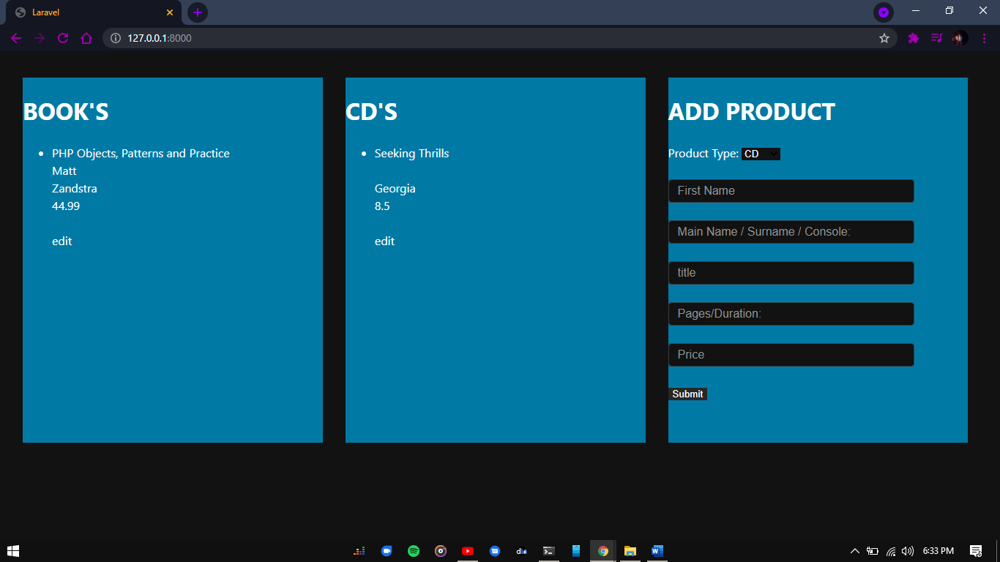 Laravel
127.0.0.1:8000
BOOK'S
PHP Objects, Patterns and Practice
Matt
Zandstra
44.99
edit
CD'S
Seeking Thrills
Georgia
8.5
edit
ADD PRODUCT
Product Type: CD
First Name
Main Name / Surname / Console:
title
Pages/Duration:
Price
Submit
6:33 PM